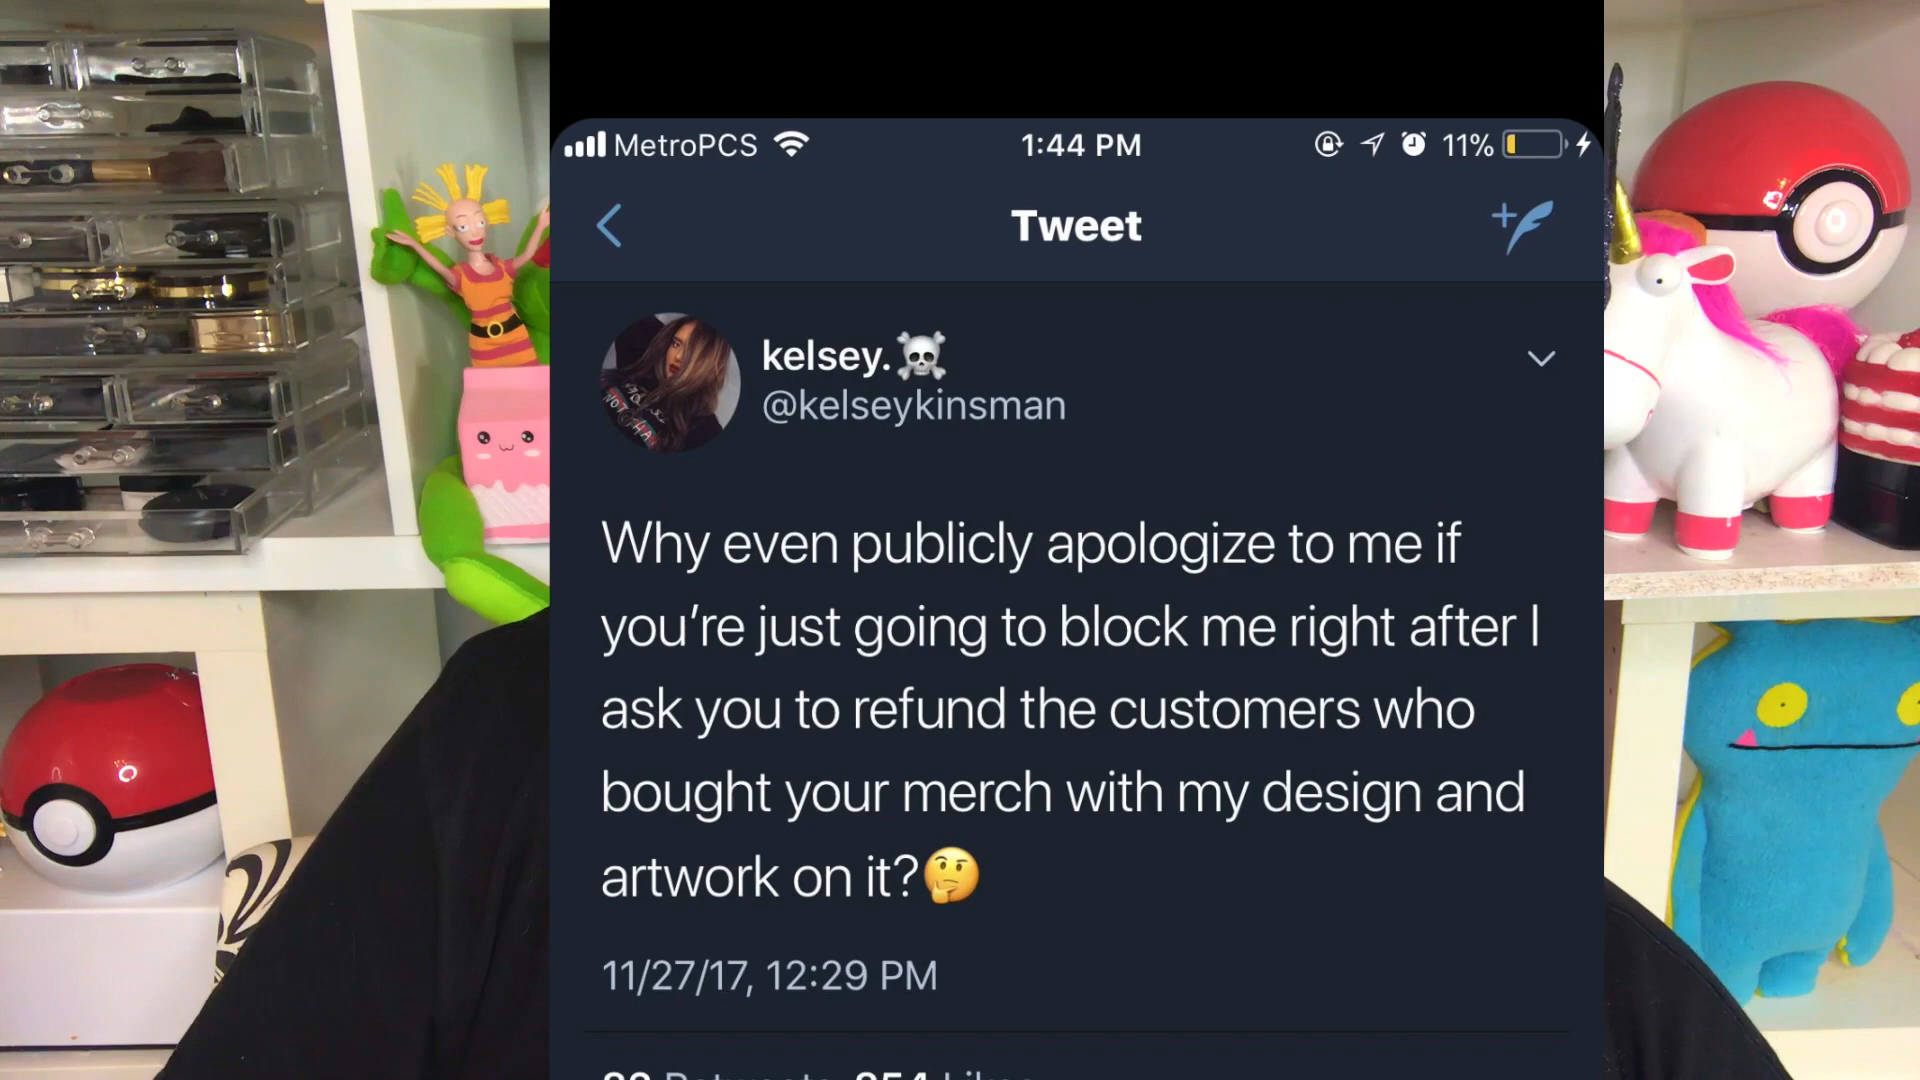 MetroPCS 1:44 PM 11%
Tweet
kelsey.☠
@kelseykinsman
Why even publicly apologize to me if
you're just going to block me right after I
ask you to refund the customers who
bought your merch with my design and
artwork on it?🤔
11/27/17, 12:29 PM